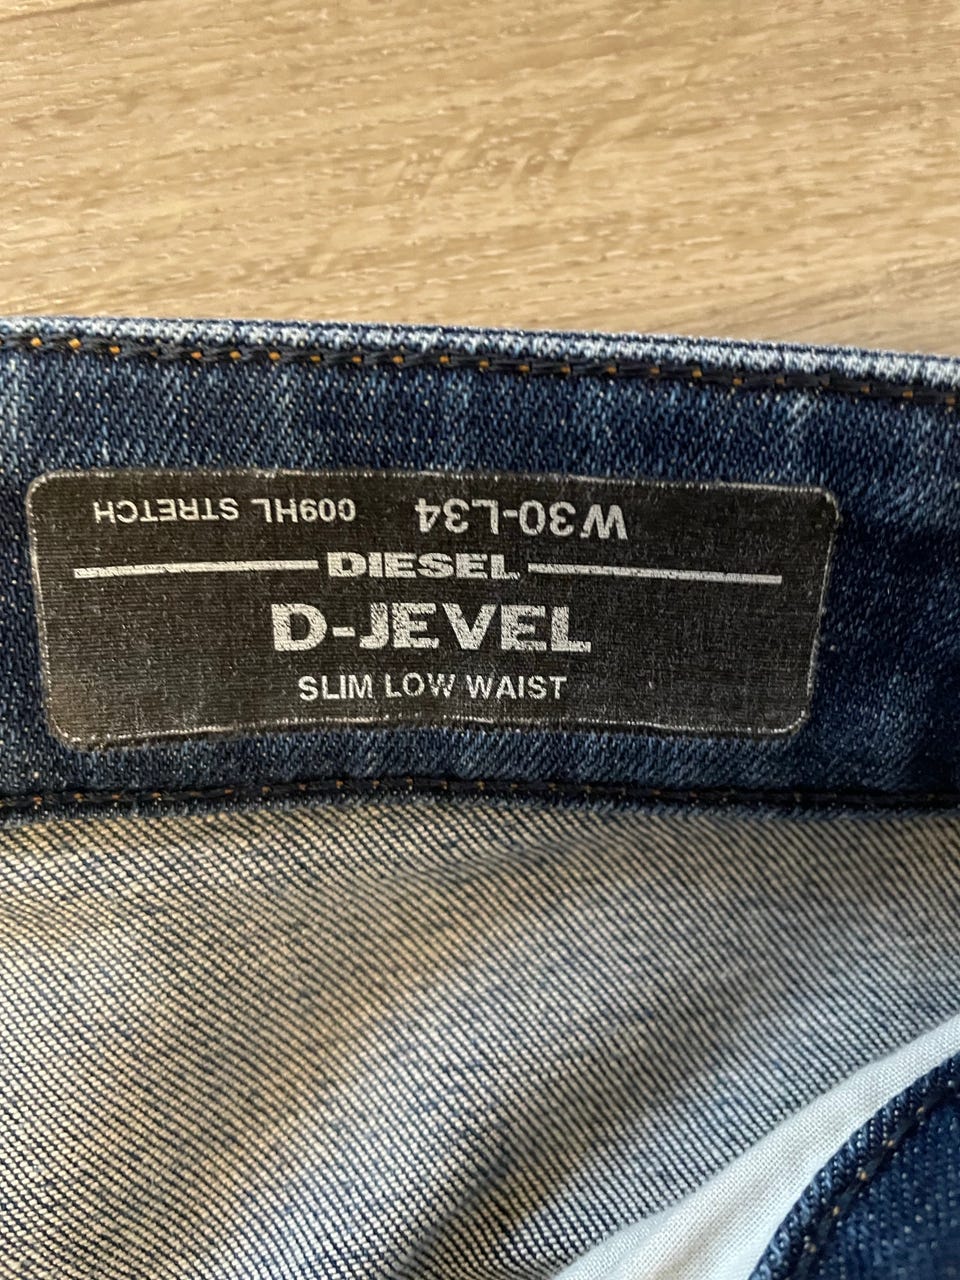 W30-L34 009HL STRETCH
DIESEL
D-JEVEL
SLIM LOW WAIST